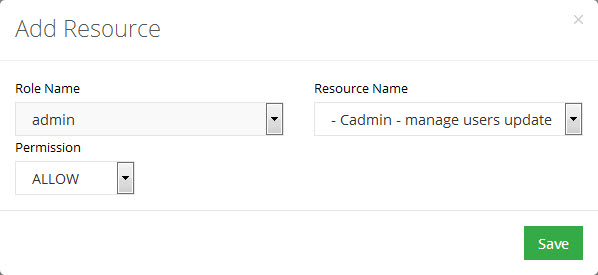 Add Resource
×
Role Name
Resource Name
admin
- Cadmin - manage users update
Permission
ALLOW
Save